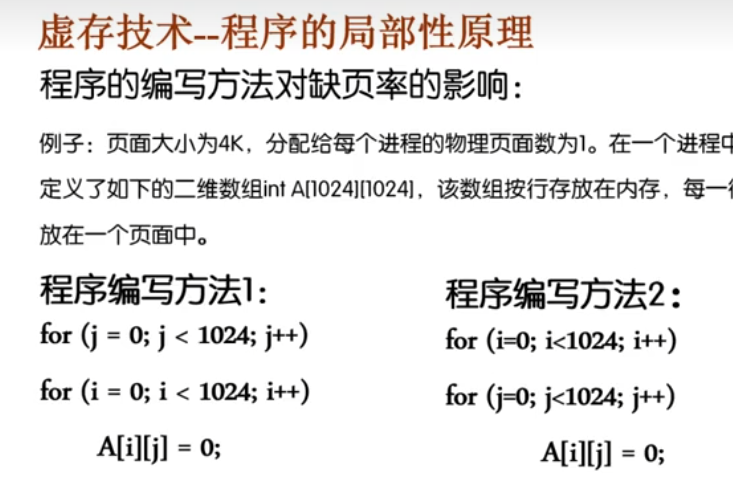 虚存技术--程序的局部性原理
程序的编写方法对缺页率的影响：
例子：页面大小为4K，分配给每个进程的物理页面数为1。在一个进程中
定义了如下的二维数组int A[1024][1024]，该数组按行存放在内存，每一
放在一个页面中。
程序编写方法1：
for (j = 0; j < 1024; j++)
for (i = 0; i < 1024; i++)
A[i][j] = 0;
程序编写方法2：
for (i=0; i<1024; i++)
for (j=0; j<1024; j++)
A[i][j] = 0;